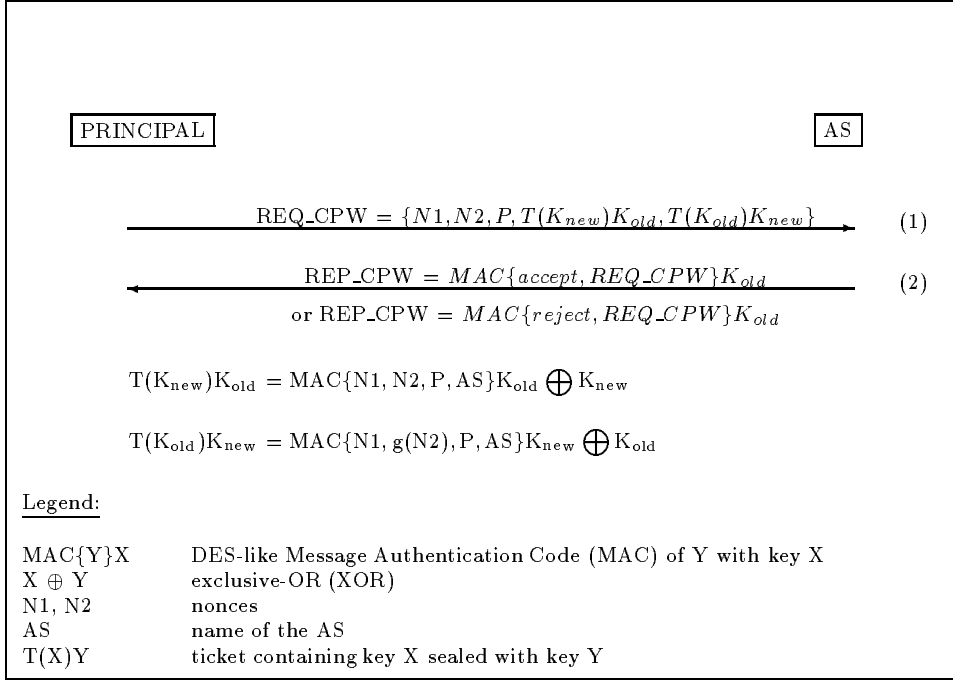 PRINCIPAL AS
REQ_CPW = {N1, N2, P, T(K_new)K_old, T(K_old)K_new} (1)
REP_CPW = MAC{accept, REQ_CPW}K_old (2)
or REP_CPW = MAC{reject, REQ_CPW}K_old
T(K_new)K_old = MAC{N1, N2, P, AS}K_old ⊕ K_new
T(K_old)K_new = MAC{N1, g(N2), P, AS}K_new ⊕ K_old
Legend:
MAC{Y}X DES-like Message Authentication Code (MAC) of Y with key X
X ⊕ Y exclusive-OR (XOR)
N1, N2 nonces
AS name of the AS
T(X)Y ticket containing key X sealed with key Y